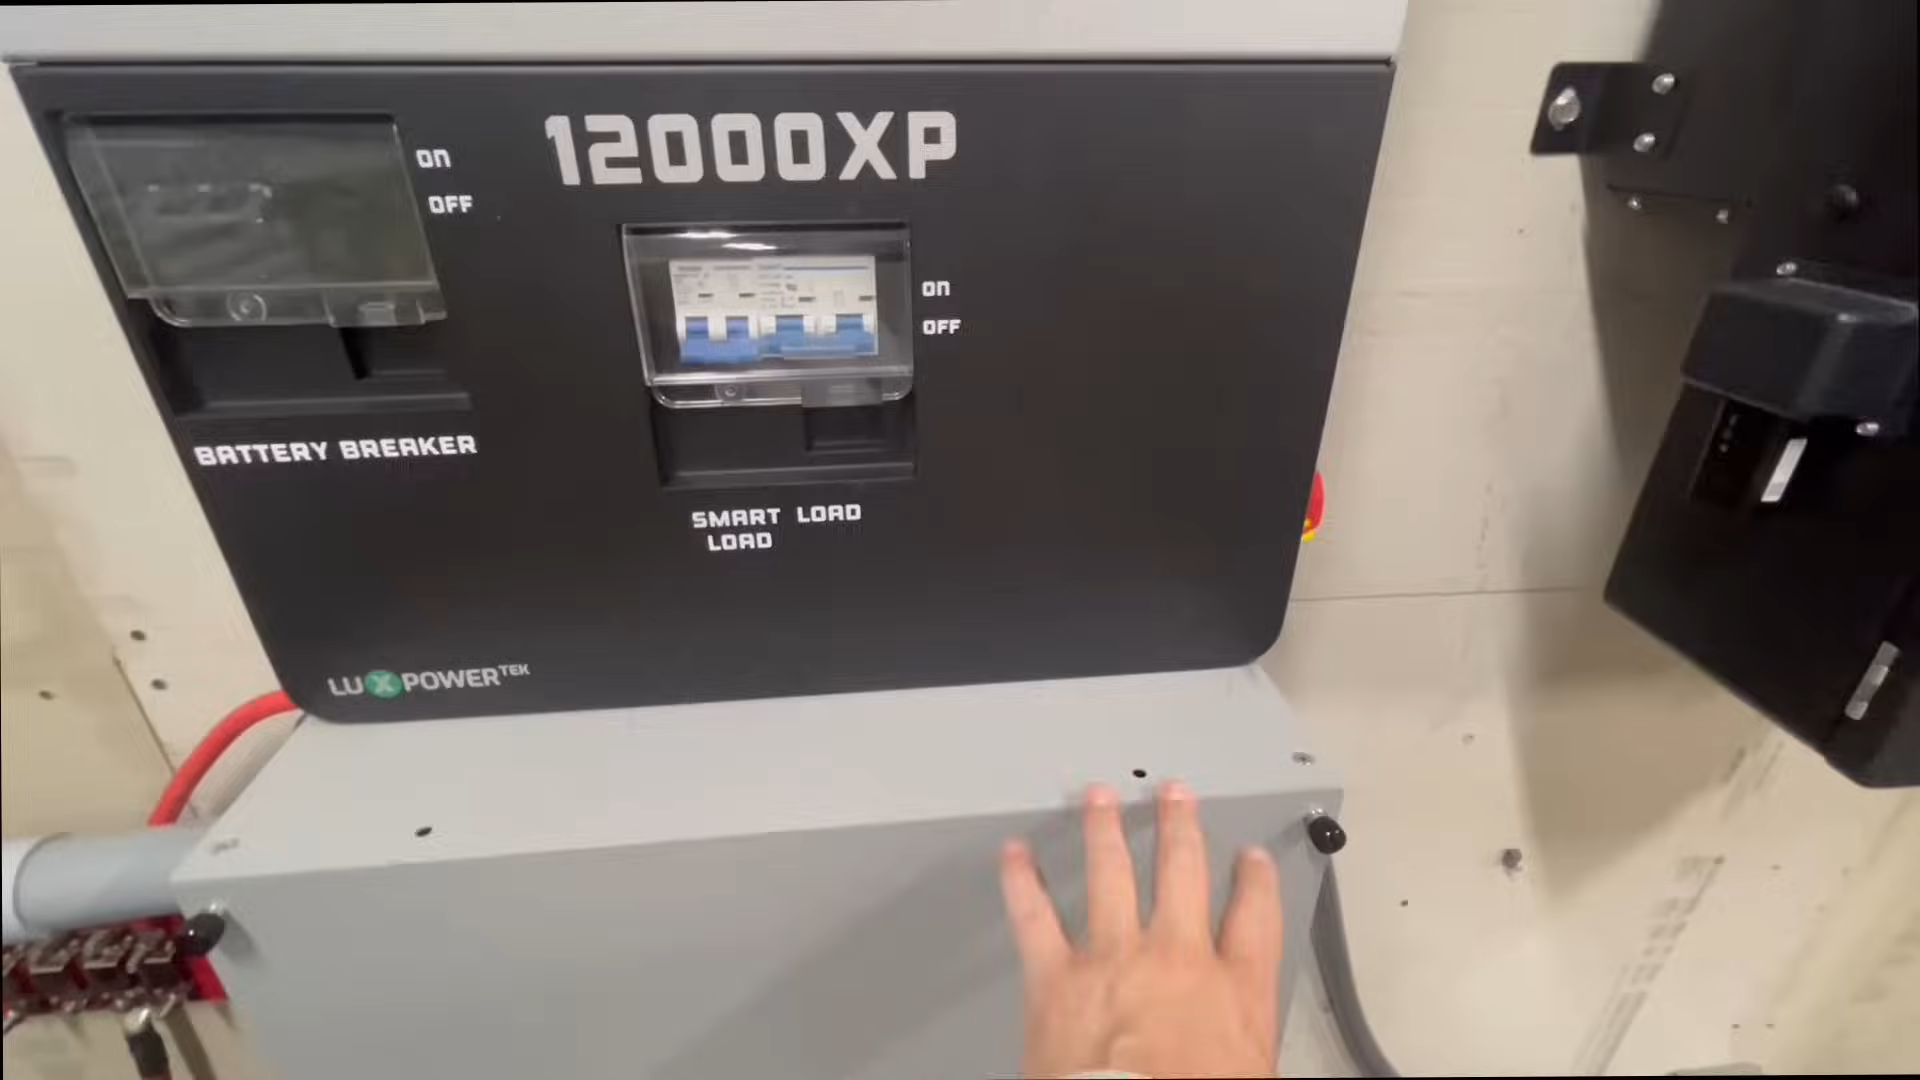 12000XP
ON
OFF
ON
OFF
BATTERY BREAKER
SMART LOAD
LOAD
LUXPOWERTEK